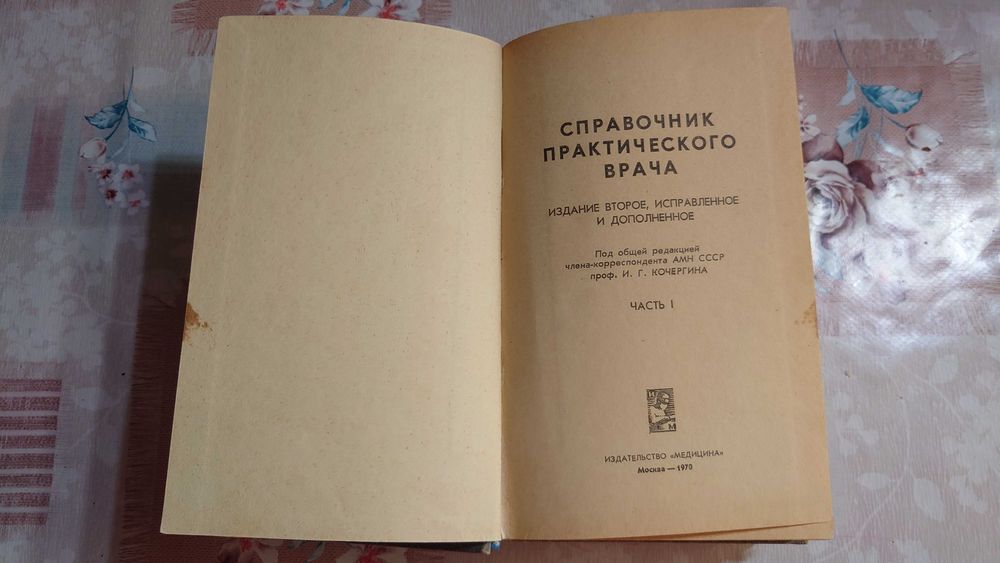 СПРАВОЧНИК
ПРАКТИЧЕСКОГО
ВРАЧА
ИЗДАНИЕ ВТОРОЕ, ИСПРАВЛЕННОЕ
И ДОПОЛНЕННОЕ
Под общей редакцией
члена-корреспондента АМН СССР
проф. И. Г. КОЧЕРГИНА
ЧАСТЬ I
И
М
ИЗДАТЕЛЬСТВО «МЕДИЦИНА»
Москва — 1970